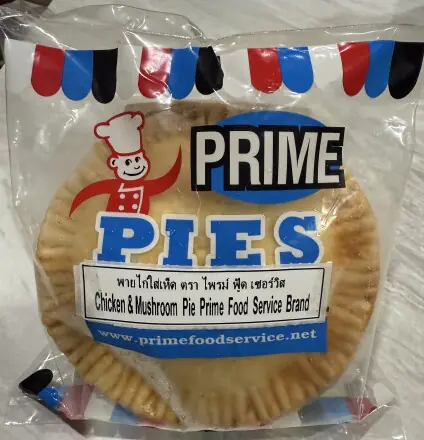 PRIME
PIES
พายไก่ใส่เห็ด ตรา ไพรม์ ฟู้ด เซอร์วิส
Chicken & Mushroom Pie Prime Food Service Brand
www.primefoodservice.net